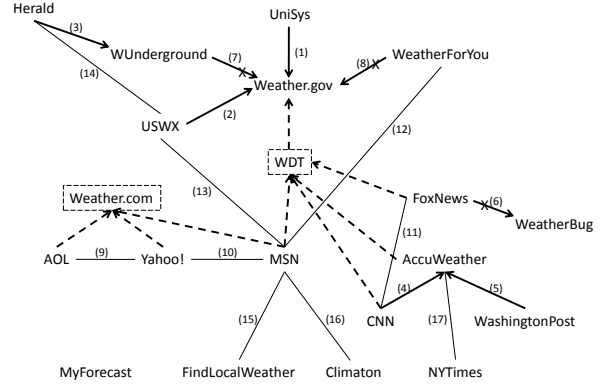 Herald
UniSys
(3)
(1)
WUnderground
(7)
X
(8)
X
WeatherForYou
(14)
Weather.gov
(2)
USWX
(12)
WDT
(13)
Weather.com
FoxNews
X
(6)
WeatherBug
(11)
AOL
(9)
Yahoo!
(10)
MSN
AccuWeather
(4)
(5)
(15)
(16)
CNN
(17)
WashingtonPost
MyForecast
FindLocalWeather
Climaton
NYTimes